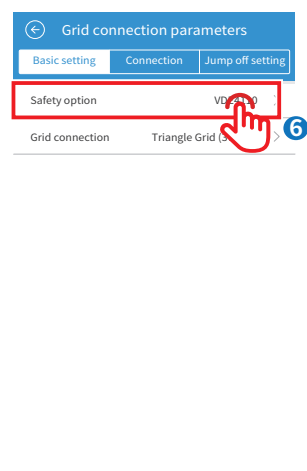 Grid connection parameters
Basic setting Connection Jump off setting
Safety option
Grid connection Triangle Grid
6